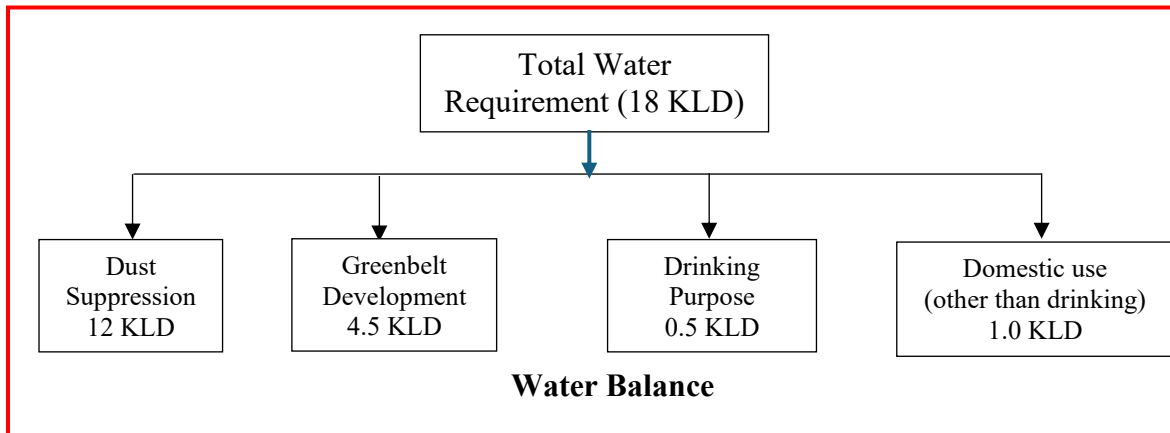 Total Water
Requirement (18 KLD)
Dust
Suppression
12 KLD
Greenbelt
Development
4.5 KLD
Drinking
Purpose
0.5 KLD
Domestic use
(other than drinking)
1.0 KLD
Water Balance